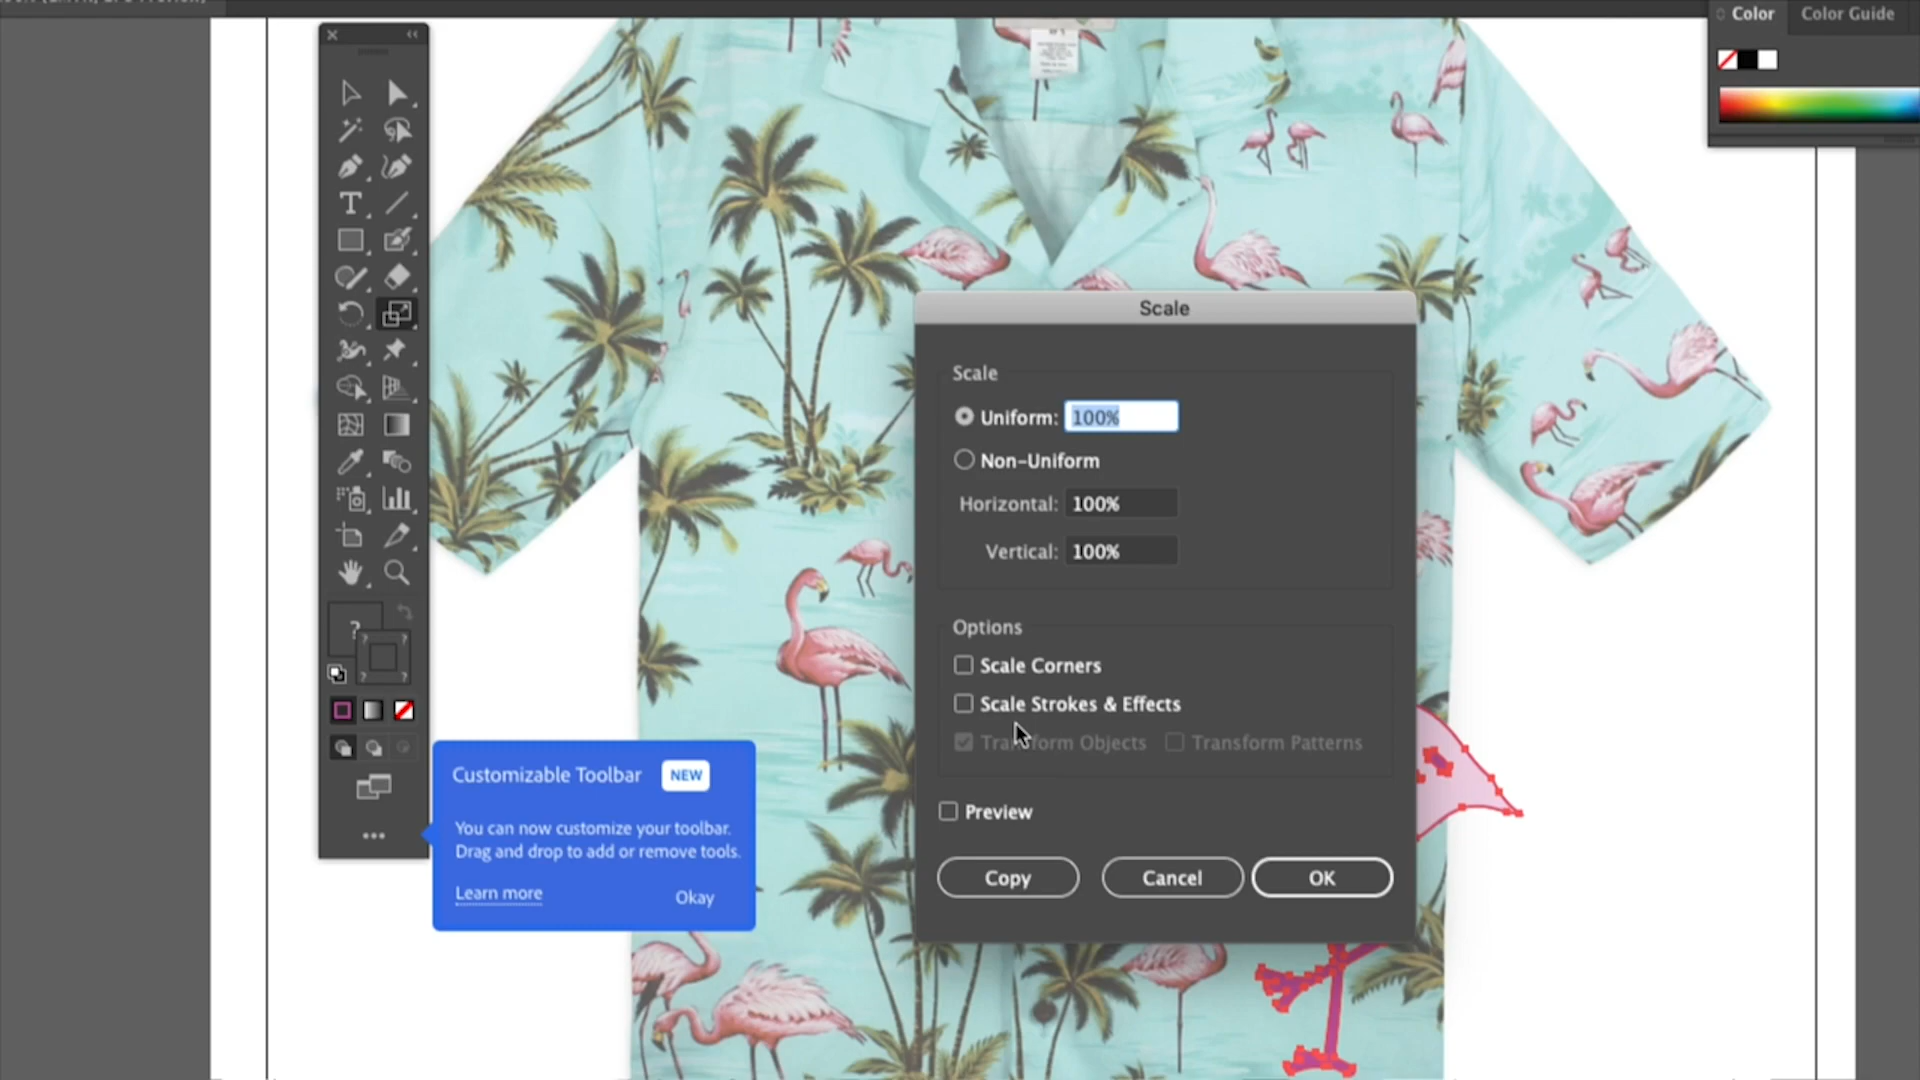 Color
Color Guide
Scale
Scale
Uniform: 100%
Non-Uniform
Horizontal: 100%
Vertical: 100%
Options
Scale Corners
Scale Strokes & Effects
Transform Objects
Transform Patterns
Preview
Copy
Cancel
OK
Customizable Toolbar
NEW
You can now customize your toolbar.
Drag and drop to add or remove tools.
Learn more
Okay